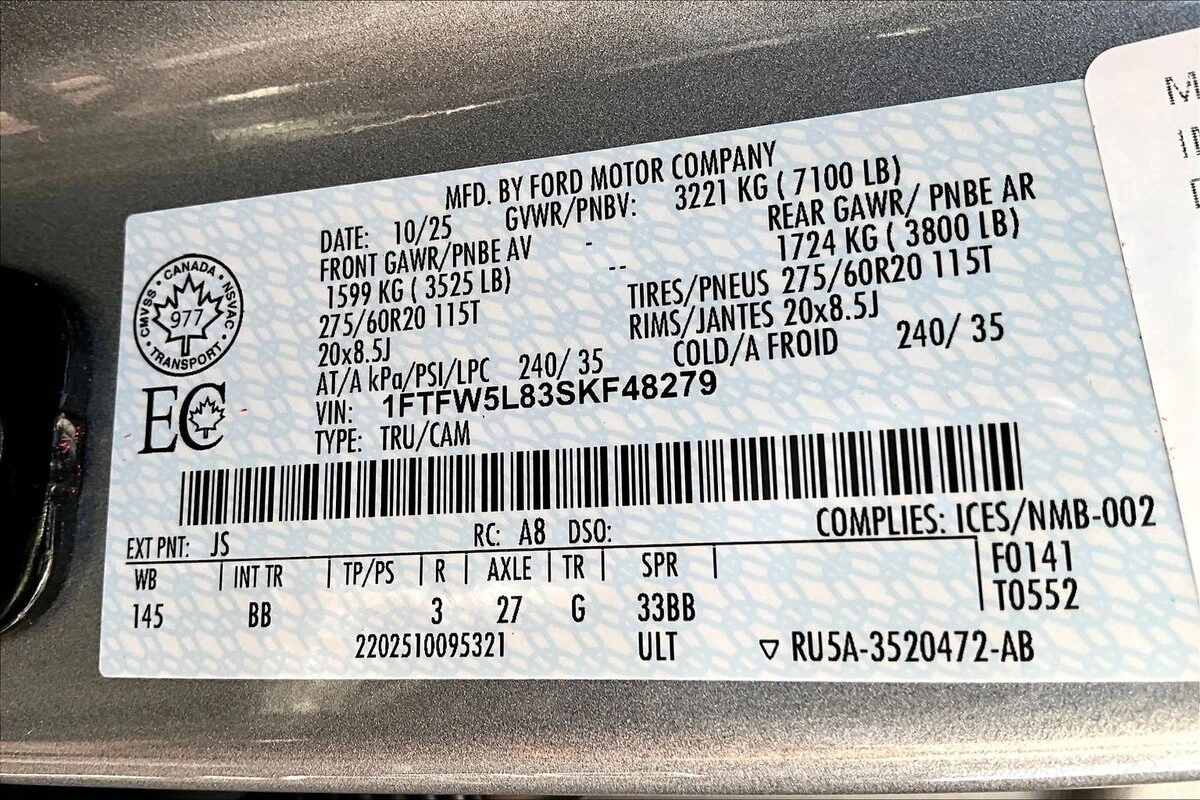 MFD. BY FORD MOTOR COMPANY
DATE: 10/25 GVWR/PNBV: 3221 KG ( 7100 LB)
FRONT GAWR/PNBE AV - REAR GAWR/ PNBE AR
1599 KG ( 3525 LB) -- 1724 KG ( 3800 LB)
275/60R20 115T TIRES/PNEUS 275/60R20 115T
20x8.5J RIMS/JANTES 20x8.5J
AT/A kPa/PSI/LPC 240/ 35 COLD/A FROID 240/ 35
VIN: 1FTFW5L83SKF48279
TYPE: TRU/CAM
CANADA · NSVAC · TRANSPORT · CMVSS ·
977
EC
EXT PNT: JS RC: A8 DSO: COMPLIES: ICES/NMB-002
WB | INT TR | TP/PS | R | AXLE | TR | SPR | F0141
145 BB 3 27 G 33BB T0552
2202510095321 ULT ▽ RU5A-3520472-AB
M